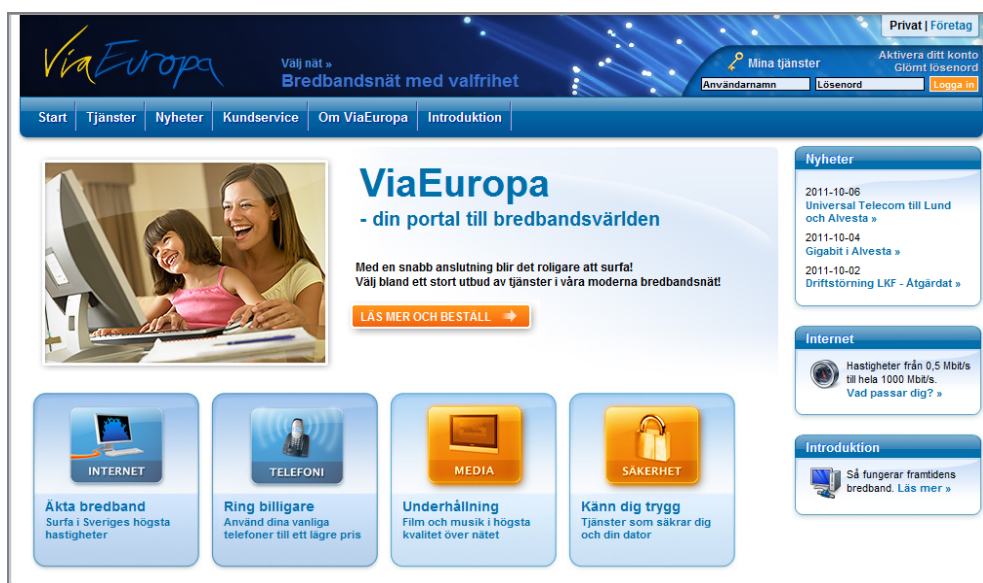 Privat | Företag
ViaEuropa
Välj nät »
Bredbandsnät med valfrihet
Mina tjänster
Aktivera ditt konto
Glömt lösenord
Användarnamn
Lösenord
Logga in
Start
Tjänster
Nyheter
Kundservice
Om ViaEuropa
Introduktion
ViaEuropa
- din portal till bredbandsvärlden
Med en snabb anslutning blir det roligare att surfa!
Välj bland ett stort utbud av tjänster i våra moderna bredbandsnät!
LÄS MER OCH BESTÄLL
INTERNET
Äkta bredband
Surfa i Sveriges högsta
hastigheter
TELEFONI
Ring billigare
Använd dina vanliga
telefoner till ett lägre pris
MEDIA
Underhållning
Film och musik i högsta
kvalitet över nätet
SÄKERHET
Känn dig trygg
Tjänster som säkrar dig
och din dator
Nyheter
2011-10-06
Universal Telecom till Lund
och Alvesta »
2011-10-04
Gigabit i Alvesta »
2011-10-02
Driftstörning LKF - Åtgärdat »
Internet
Hastigheter från 0,5 Mbit/s
till hela 1000 Mbit/s.
Vad passar dig? »
Introduktion
Så fungerar framtidens
bredband. Läs mer »